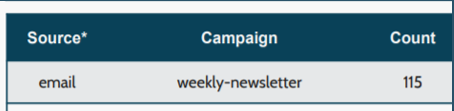 Source* Campaign Count
email weekly-newsletter 115